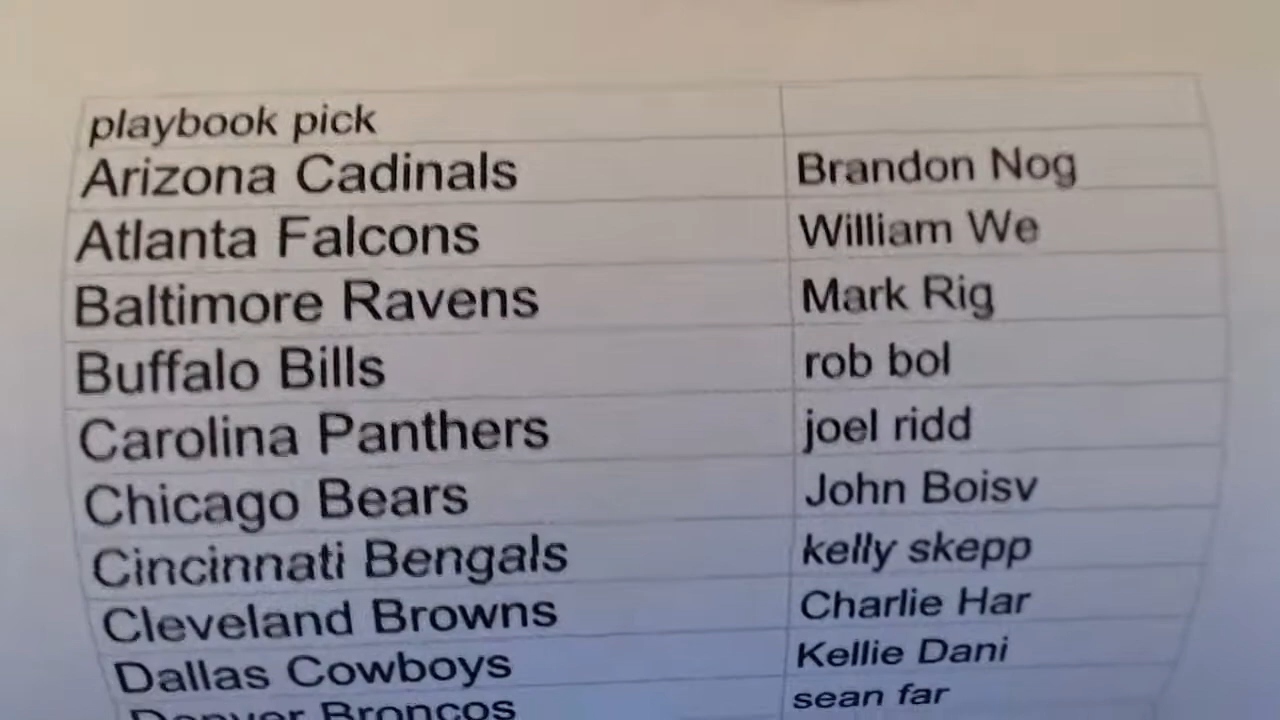 playbook pick
Arizona Cadinals Brandon Nog
Atlanta Falcons William We
Baltimore Ravens Mark Rig
Buffalo Bills rob bol
Carolina Panthers joel ridd
Chicago Bears John Boisv
Cincinnati Bengals kelly skepp
Cleveland Browns Charlie Har
Dallas Cowboys Kellie Dani
Denver Broncos sean far